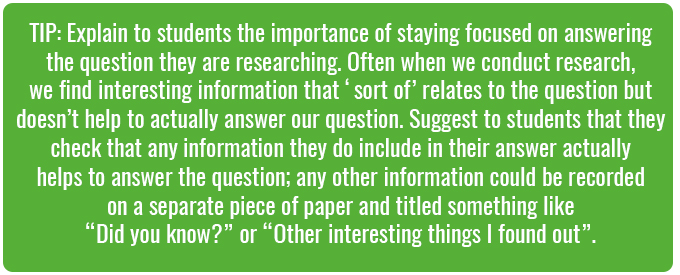 TIP: Explain to students the importance of staying focused on answering
the question they are researching. Often when we conduct research,
we find interesting information that ‘sort of’ relates to the question but
doesn’t help to actually answer our question. Suggest to students that they
check that any information they do include in their answer actually
helps to answer the question; any other information could be recorded
on a separate piece of paper and titled something like
“Did you know?” or “Other interesting things I found out”.